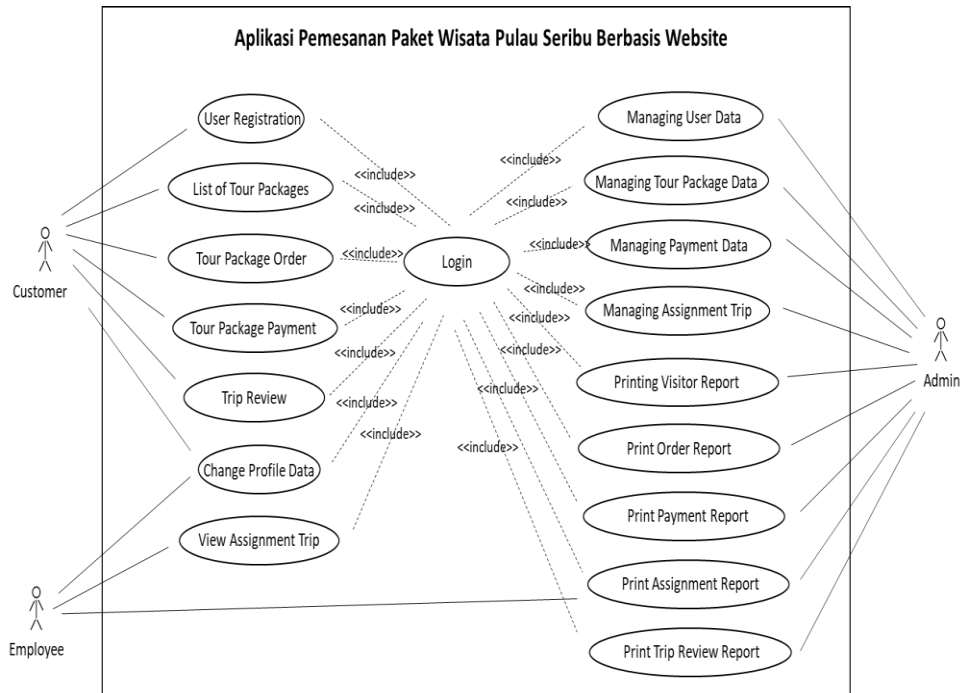 Aplikasi Pemesanan Paket Wisata Pulau Seribu Berbasis Website
User Registration
List of Tour Packages
Tour Package Order
Tour Package Payment
Trip Review
Change Profile Data
View Assignment Trip
Customer
Employee
<<include>>
<<include>>
<<include>>
<<include>>
<<include>>
<<include>>
<<include>>
Login
<<include>>
<<include>>
<<include>>
<<include>>
<<include>>
<<include>>
<<include>>
<<include>>
Managing User Data
Managing Tour Package Data
Managing Payment Data
Managing Assignment Trip
Printing Visitor Report
Print Order Report
Print Payment Report
Print Assignment Report
Print Trip Review Report
Admin